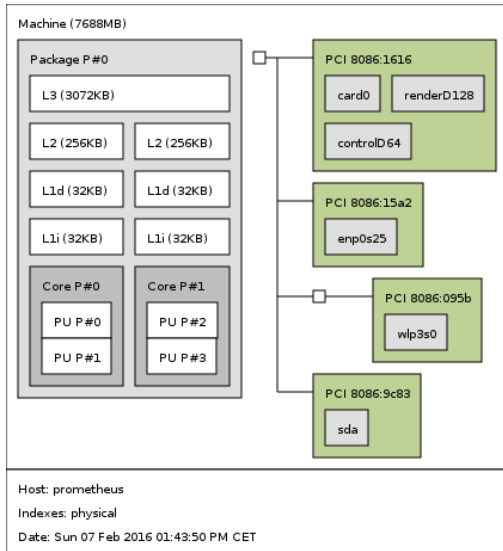 Machine (7688MB)
Package P#0
L3 (3072KB)
L2 (256KB)
L2 (256KB)
L1d (32KB)
L1d (32KB)
L1i (32KB)
L1i (32KB)
Core P#0
PU P#0
PU P#1
Core P#1
PU P#2
PU P#3
PCI 8086:1616
card0
renderD128
controlD64
PCI 8086:15a2
enp0s25
PCI 8086:095b
wlp3s0
PCI 8086:9c83
sda
Host: prometheus
Indexes: physical
Date: Sun 07 Feb 2016 01:43:50 PM CET